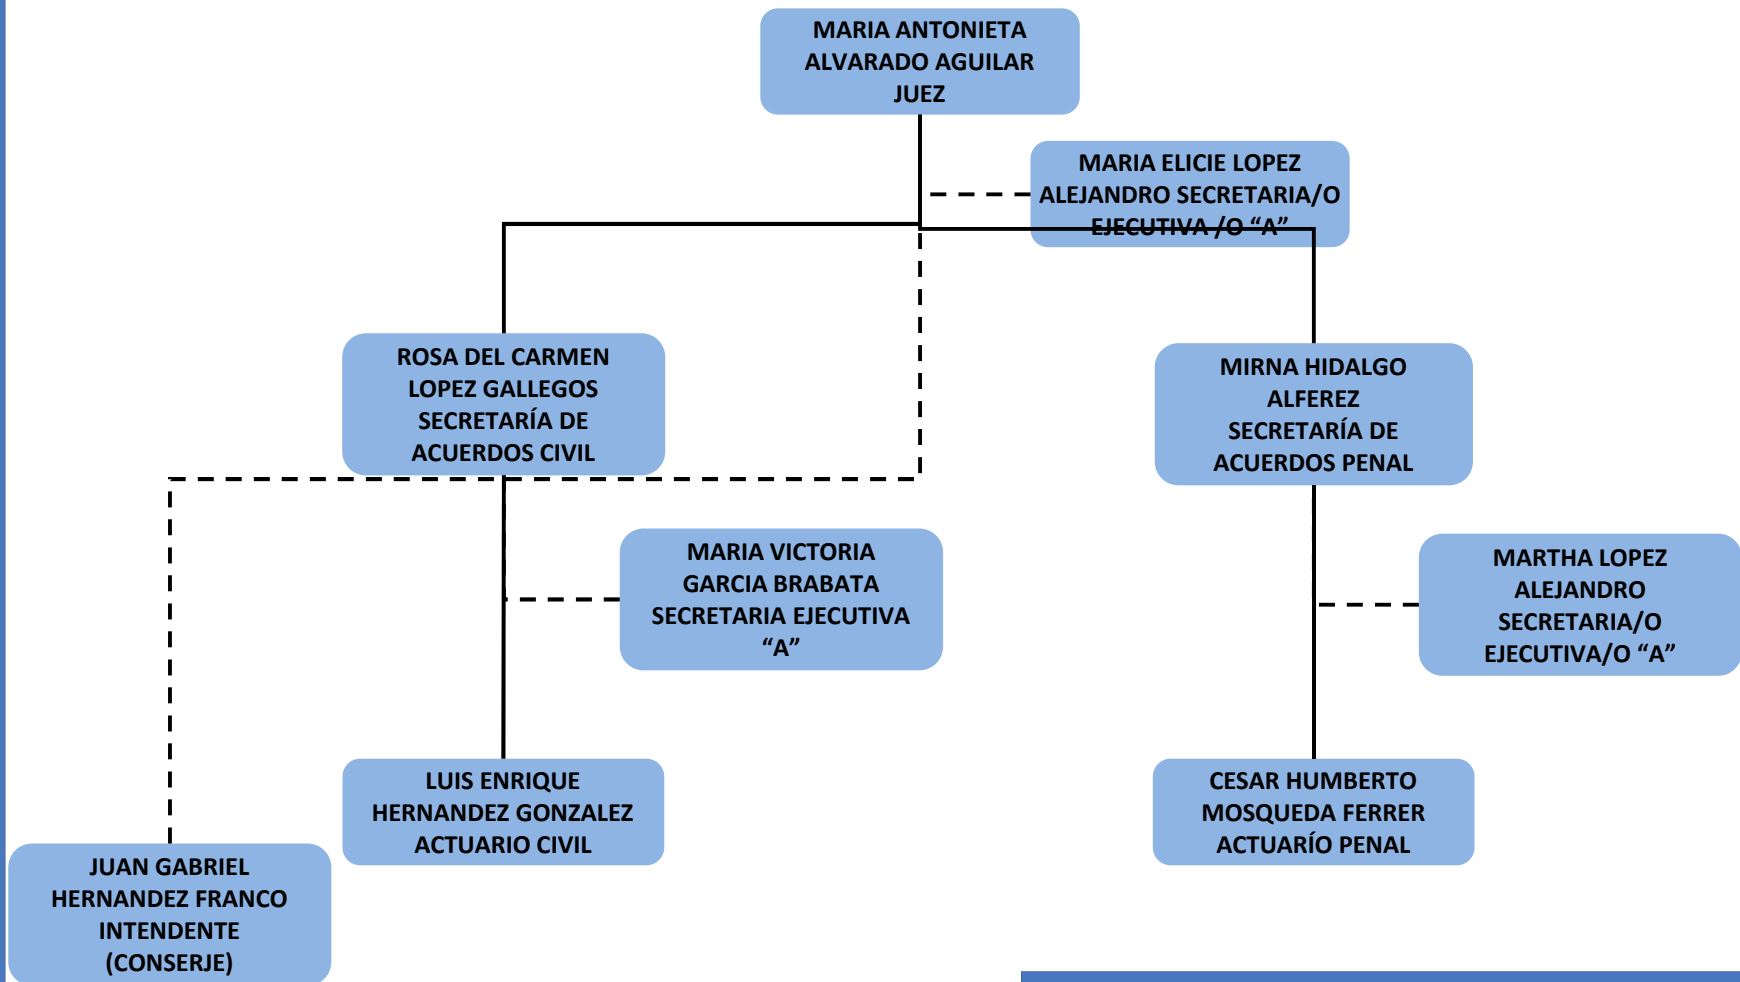 MARIA ANTONIETA
ALVARADO AGUILAR
JUEZ
MARIA ELICIE LOPEZ
ALEJANDRO SECRETARIA/O
EJECUTIVA /O “A”
ROSA DEL CARMEN
LOPEZ GALLEGOS
SECRETARÍA DE
ACUERDOS CIVIL
MIRNA HIDALGO
ALFEREZ
SECRETARÍA DE
ACUERDOS PENAL
MARIA VICTORIA
GARCIA BRABATA
SECRETARIA EJECUTIVA
“A”
MARTHA LOPEZ
ALEJANDRO
SECRETARIA/O
EJECUTIVA/O “A”
LUIS ENRIQUE
HERNANDEZ GONZALEZ
ACTUARIO CIVIL
CESAR HUMBERTO
MOSQUEDA FERRER
ACTUARÍO PENAL
JUAN GABRIEL
HERNANDEZ FRANCO
INTENDENTE
(CONSERJE)